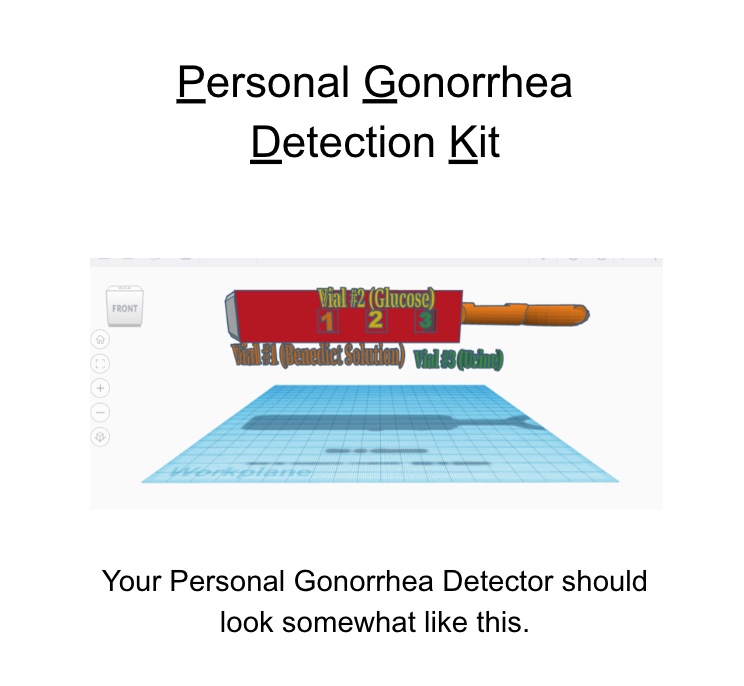 Personal Gonorrhea
Detection Kit
FRONT
Vial #2 (Glucose)
1 2 3
Vial #1 (Benedict Solution)
Vial #3 (Urine)
Workplane
Your Personal Gonorrhea Detector should
look somewhat like this.